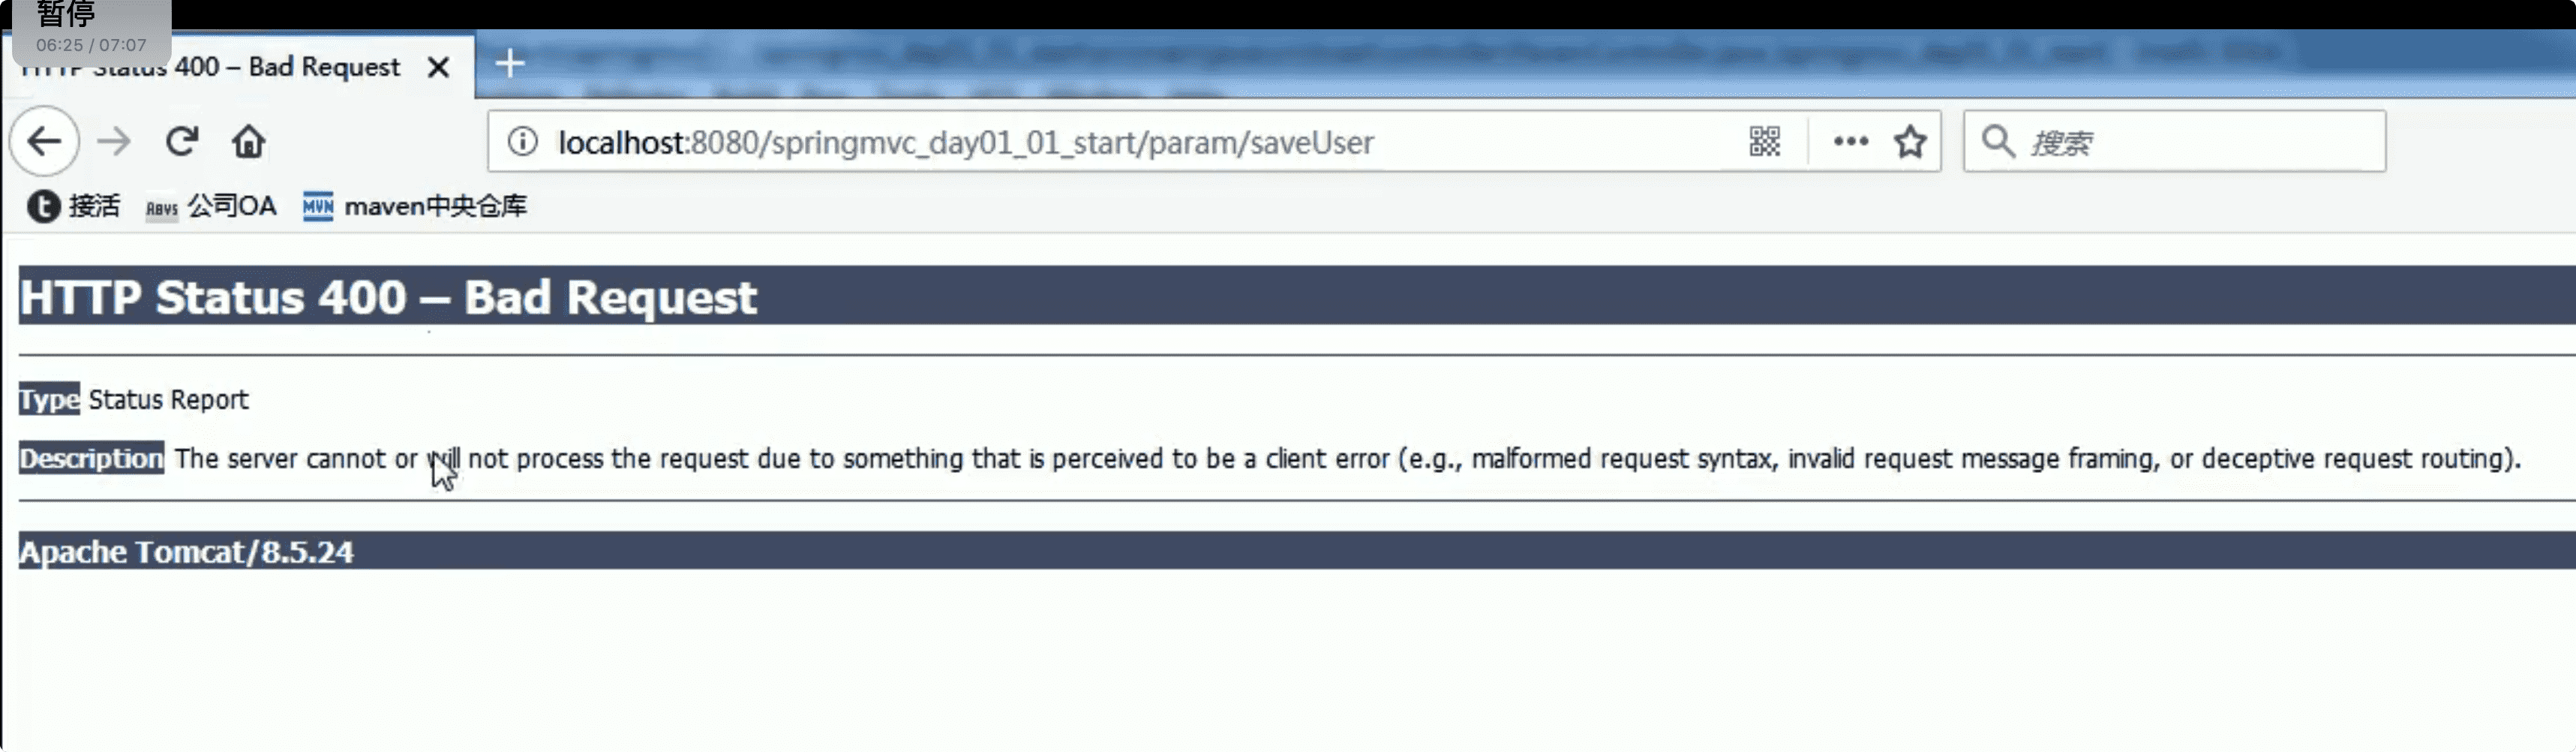 暂停
06:25 / 07:07
HTTP Status 400 – Bad Request
localhost:8080/springmvc_day01_01_start/param/saveUser
搜索
接活 ABYS 公司OA MVN maven中央仓库
HTTP Status 400 – Bad Request
Type Status Report
Description The server cannot or will not process the request due to something that is perceived to be a client error (e.g., malformed request syntax, invalid request message framing, or deceptive request routing).
Apache Tomcat/8.5.24